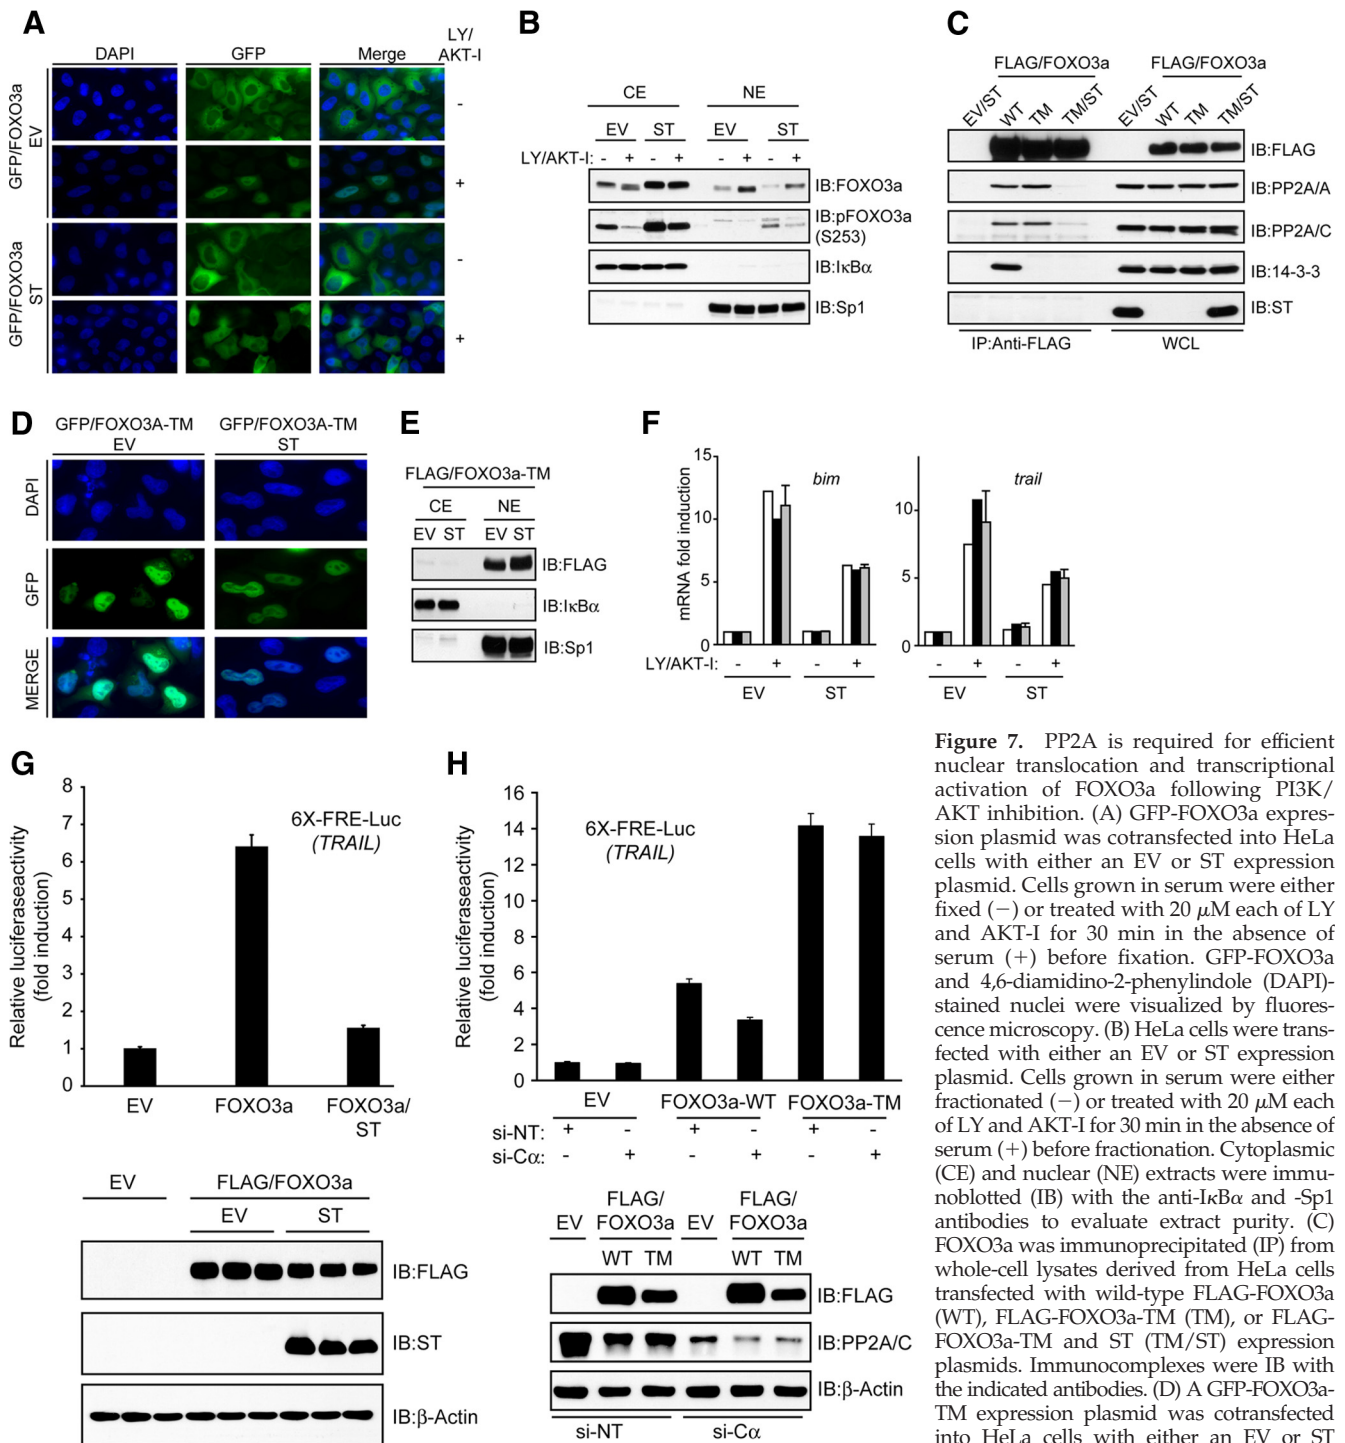 A
DAPI
GFP
Merge
LY/
AKT-I
GFP/FOXO3a
EV
-
+
GFP/FOXO3a
ST
-
+
B
CE
NE
EV
ST
EV
ST
LY/AKT-I:
- + - + - + - +
IB:FOXO3a
IB:pFOXO3a
(S253)
IB:IκBα
IB:Sp1
C
FLAG/FOXO3a
FLAG/FOXO3a
EV/ST
WT
TM
TM/ST
EV/ST
WT
TM
TM/ST
IB:FLAG
IB:PP2A/A
IB:PP2A/C
IB:14-3-3
IB:ST
IP:Anti-FLAG
WCL
D
GFP/FOXO3A-TM
EV
GFP/FOXO3A-TM
ST
DAPI
GFP
MERGE
E
FLAG/FOXO3a-TM
CE
NE
EV ST
EV ST
IB:FLAG
IB:IκBα
IB:Sp1
F
mRNA fold induction
15
10
5
0
bim
10
5
0
trail
LY/AKT-I:
- + - +
- + - +
EV
ST
EV
ST
G
Relative luciferaseactivity
(fold induction)
8
7
6
5
4
3
2
1
0
6X-FRE-Luc
(TRAIL)
EV
FOXO3a
FOXO3a/
ST
EV
FLAG/FOXO3a
EV
ST
IB:FLAG
IB:ST
IB:β-Actin
H
Relative luciferaseactivity
(fold induction)
16
14
12
10
8
6
4
2
0
6X-FRE-Luc
(TRAIL)
EV
FOXO3a-WT
FOXO3a-TM
si-NT:
+ - + - + -
si-Cα:
- + - + - +
FLAG/
FOXO3a
FLAG/
FOXO3a
EV
EV
WT TM
WT TM
IB:FLAG
IB:PP2A/C
IB:β-Actin
si-NT
si-Cα
Figure 7. PP2A is required for efficient
nuclear translocation and transcriptional
activation of FOXO3a following PI3K/
AKT inhibition. (A) GFP-FOXO3a expres-
sion plasmid was cotransfected into HeLa
cells with either an EV or ST expression
plasmid. Cells grown in serum were either
fixed (−) or treated with 20 μM each of LY
and AKT-I for 30 min in the absence of
serum (+) before fixation. GFP-FOXO3a
and 4,6-diamidino-2-phenylindole (DAPI)-
stained nuclei were visualized by fluores-
cence microscopy. (B) HeLa cells were trans-
fected with either an EV or ST expression
plasmid. Cells grown in serum were either
fractionated (−) or treated with 20 μM each
of LY and AKT-I for 30 min in the absence of
serum (+) before fractionation. Cytoplasmic
(CE) and nuclear (NE) extracts were immu-
noblotted (IB) with the anti-IκBα and -Sp1
antibodies to evaluate extract purity. (C)
FOXO3a was immunoprecipitated (IP) from
whole-cell lysates derived from HeLa cells
transfected with wild-type FLAG-FOXO3a
(WT), FLAG-FOXO3a-TM (TM), or FLAG-
FOXO3a-TM and ST (TM/ST) expression
plasmids. Immunocomplexes were IB with
the indicated antibodies. (D) A GFP-FOXO3a-
TM expression plasmid was cotransfected
into HeLa cells with either an EV or ST